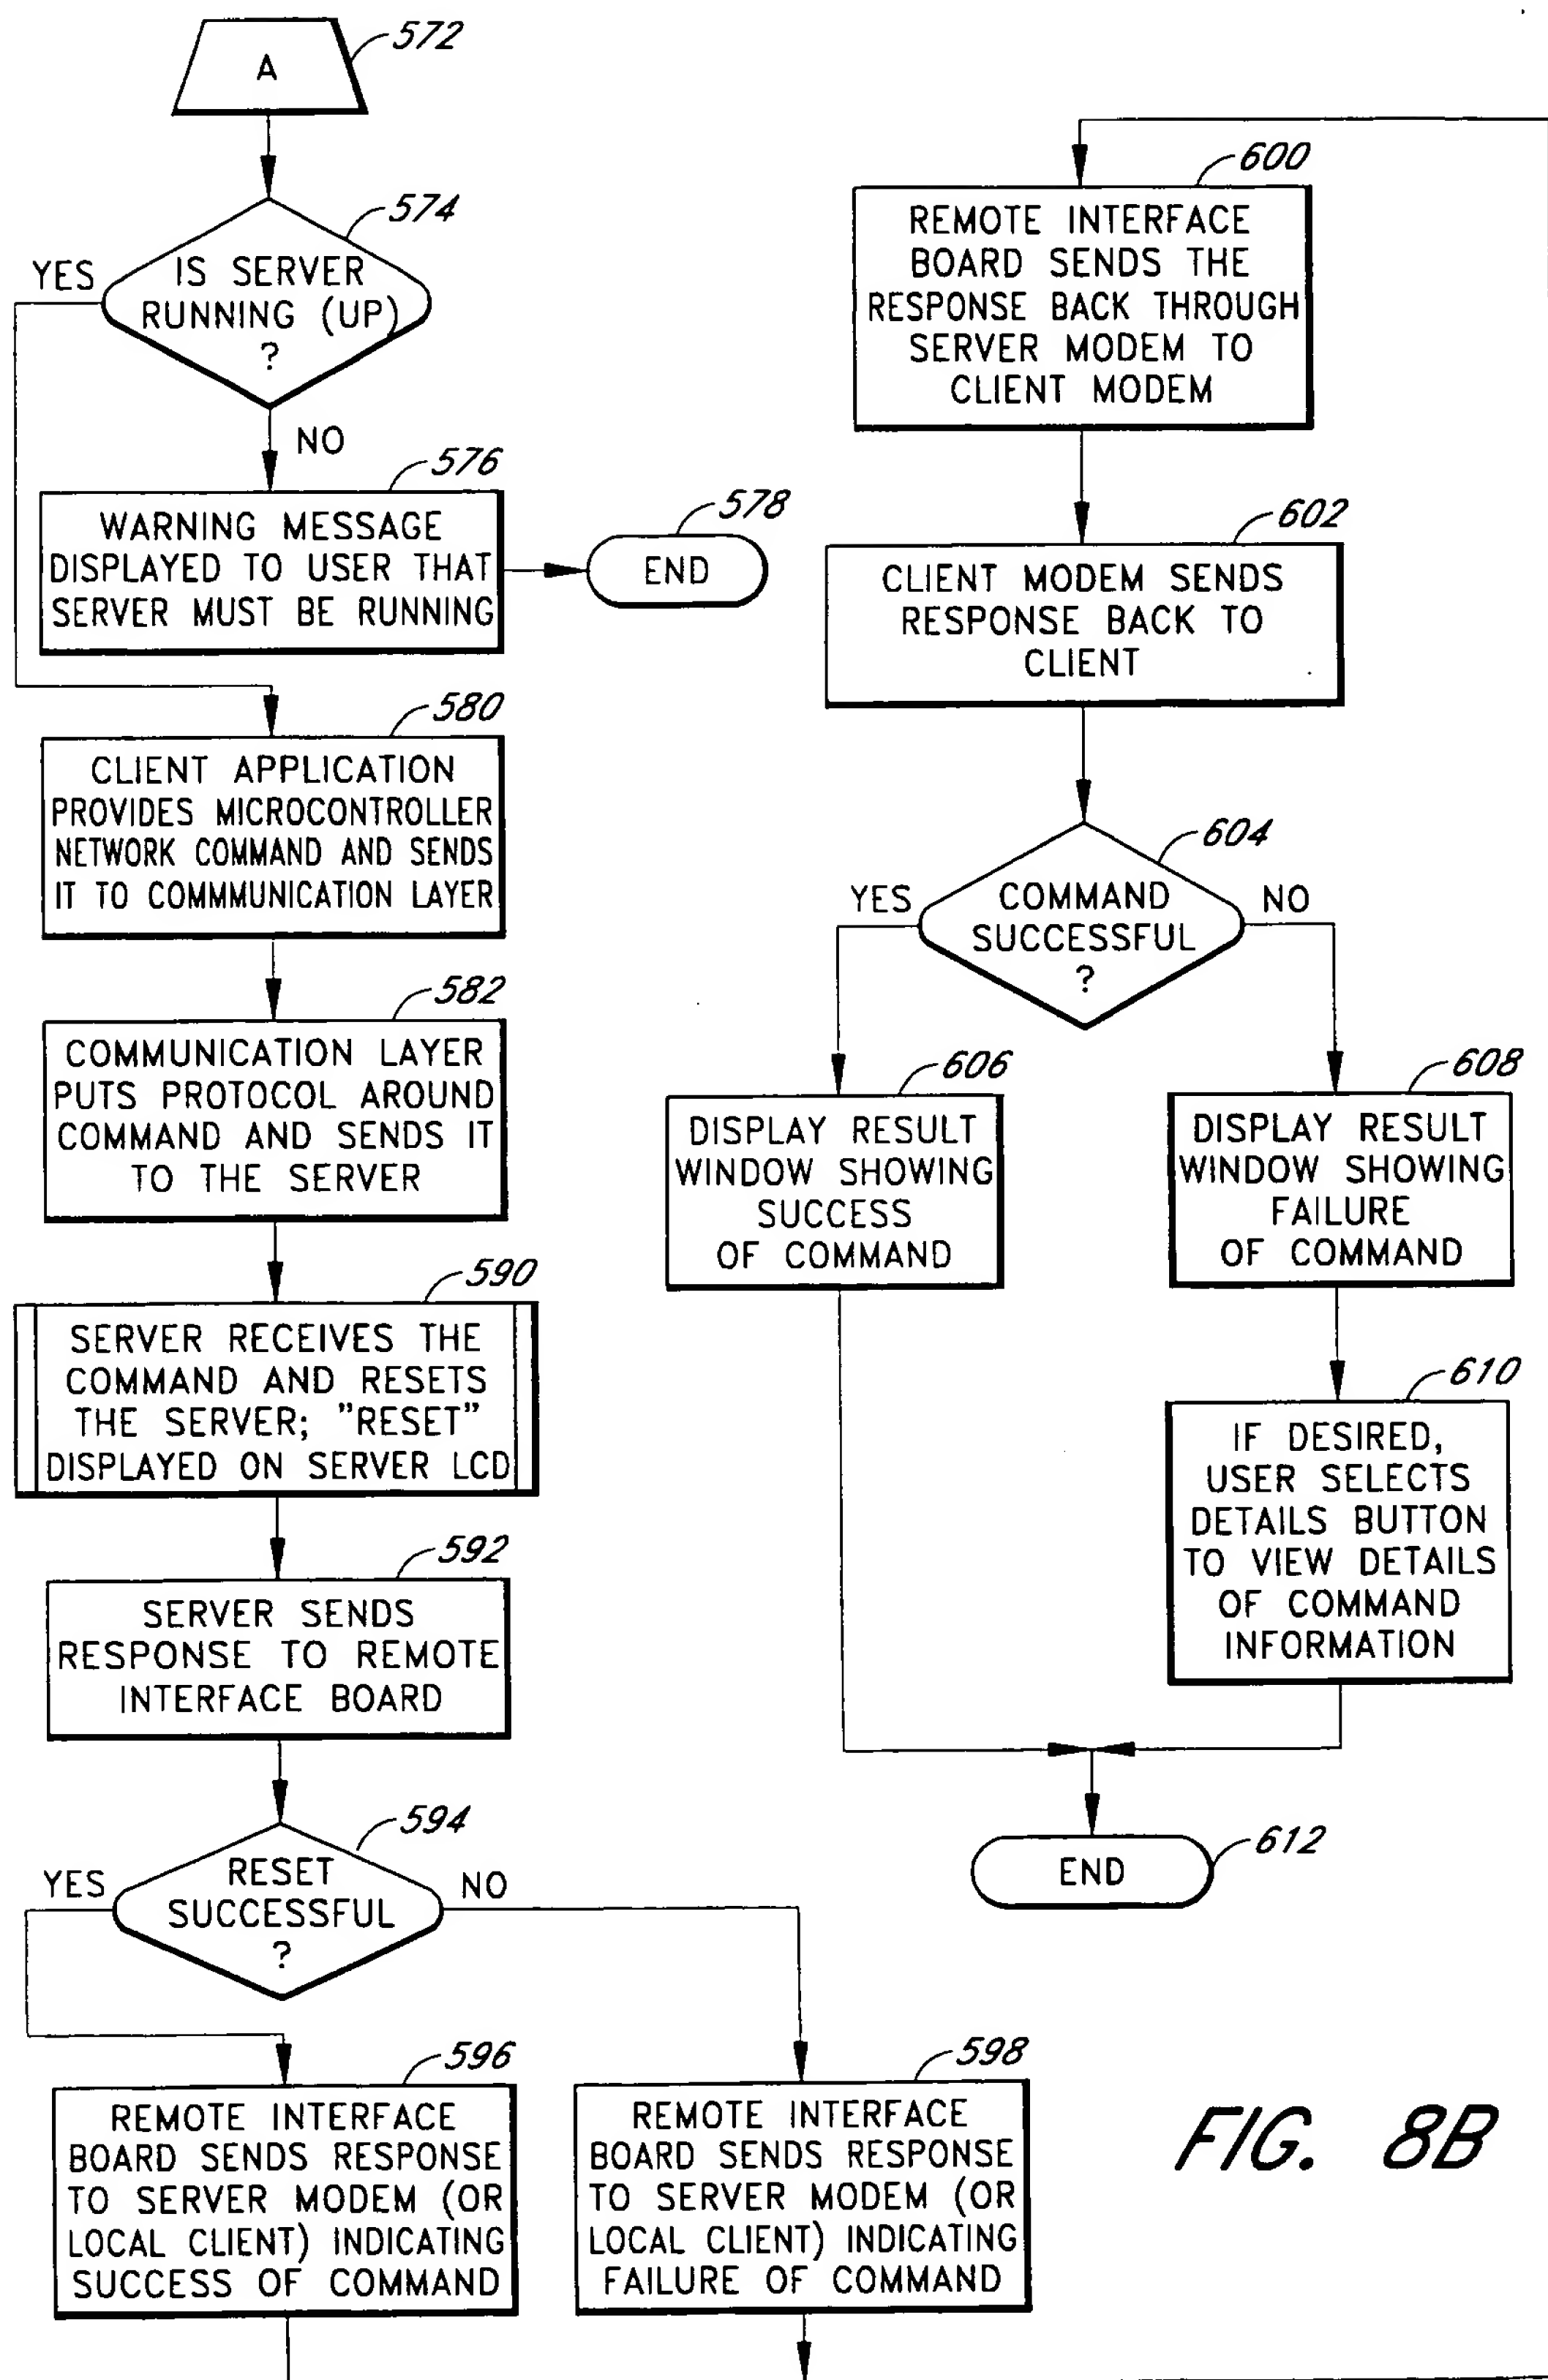 A
572
574
YES
IS SERVER
RUNNING (UP)
?
NO
576
WARNING MESSAGE
DISPLAYED TO USER THAT
SERVER MUST BE RUNNING
578
END
580
CLIENT APPLICATION
PROVIDES MICROCONTROLLER
NETWORK COMMAND AND SENDS
IT TO COMMMUNICATION LAYER
582
COMMUNICATION LAYER
PUTS PROTOCOL AROUND
COMMAND AND SENDS IT
TO THE SERVER
590
SERVER RECEIVES THE
COMMAND AND RESETS
THE SERVER; "RESET"
DISPLAYED ON SERVER LCD
592
SERVER SENDS
RESPONSE TO REMOTE
INTERFACE BOARD
594
YES
RESET
SUCCESSFUL
?
NO
596
REMOTE INTERFACE
BOARD SENDS RESPONSE
TO SERVER MODEM (OR
LOCAL CLIENT) INDICATING
SUCCESS OF COMMAND
598
REMOTE INTERFACE
BOARD SENDS RESPONSE
TO SERVER MODEM (OR
LOCAL CLIENT) INDICATING
FAILURE OF COMMAND
600
REMOTE INTERFACE
BOARD SENDS THE
RESPONSE BACK THROUGH
SERVER MODEM TO
CLIENT MODEM
602
CLIENT MODEM SENDS
RESPONSE BACK TO
CLIENT
604
YES
COMMAND
SUCCESSFUL
?
NO
606
DISPLAY RESULT
WINDOW SHOWING
SUCCESS
OF COMMAND
608
DISPLAY RESULT
WINDOW SHOWING
FAILURE
OF COMMAND
610
IF DESIRED,
USER SELECTS
DETAILS BUTTON
TO VIEW DETAILS
OF COMMAND
INFORMATION
612
END
FIG. 8B